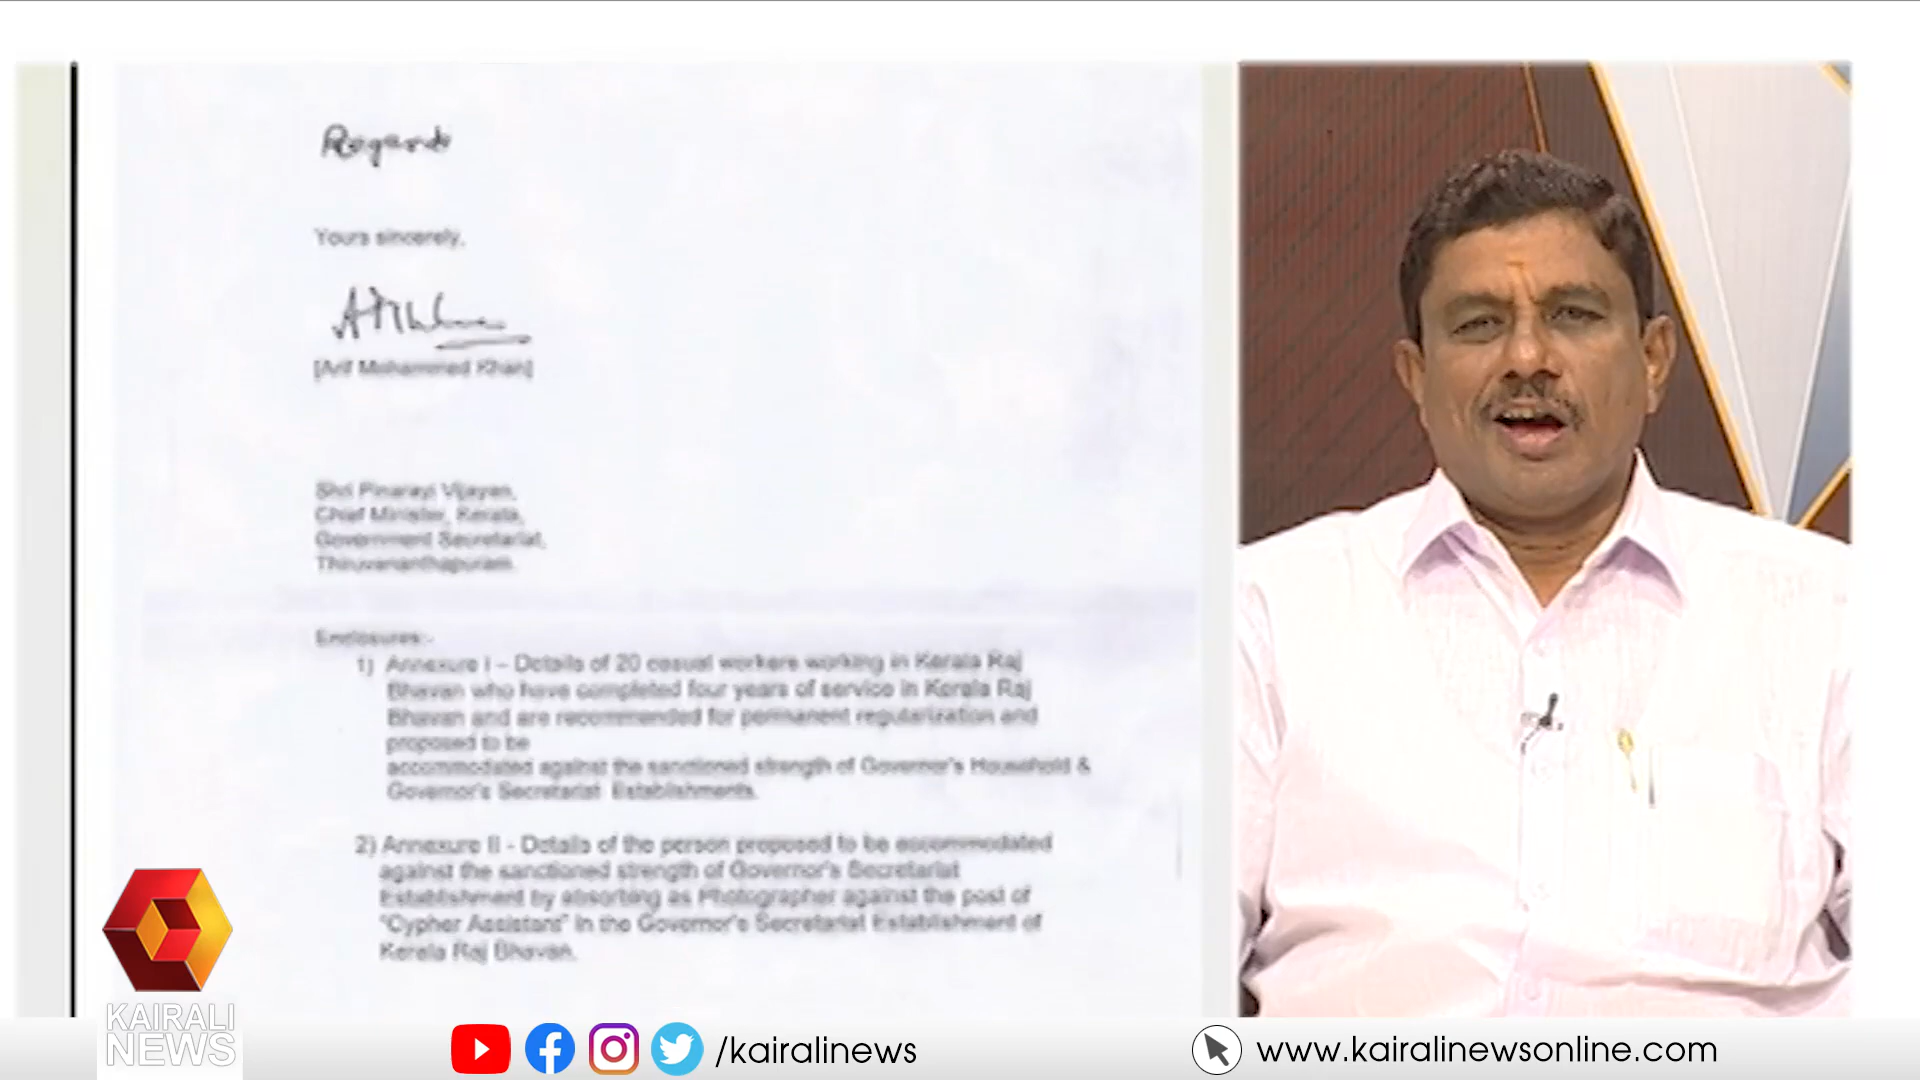 Regards
Yours sincerely,
[Arif Mohammed Khan]
Shri Pinarayi Vijayan,
Chief Minister, Kerala,
Government Secretariat,
Thiruvananthapuram.
Enclosures:-
1) Annexure I – Details of 20 casual workers working in Kerala Raj
Bhavan who have completed four years of service in Kerala Raj
Bhavan and are recommended for permanent regularization and
proposed to be
accommodated against the sanctioned strength of Governor's Household &
Governor's Secretariat Establishments.
2) Annexure II - Details of the person proposed to be accommodated
against the sanctioned strength of Governor's Secretariat
Establishment by absorbing as Photographer against the post of
"Cypher Assistant" in the Governor's Secretariat Establishment of
Kerala Raj Bhavan.
KAIRALI
NEWS
/kairalinews
www.kairalinewsonline.com